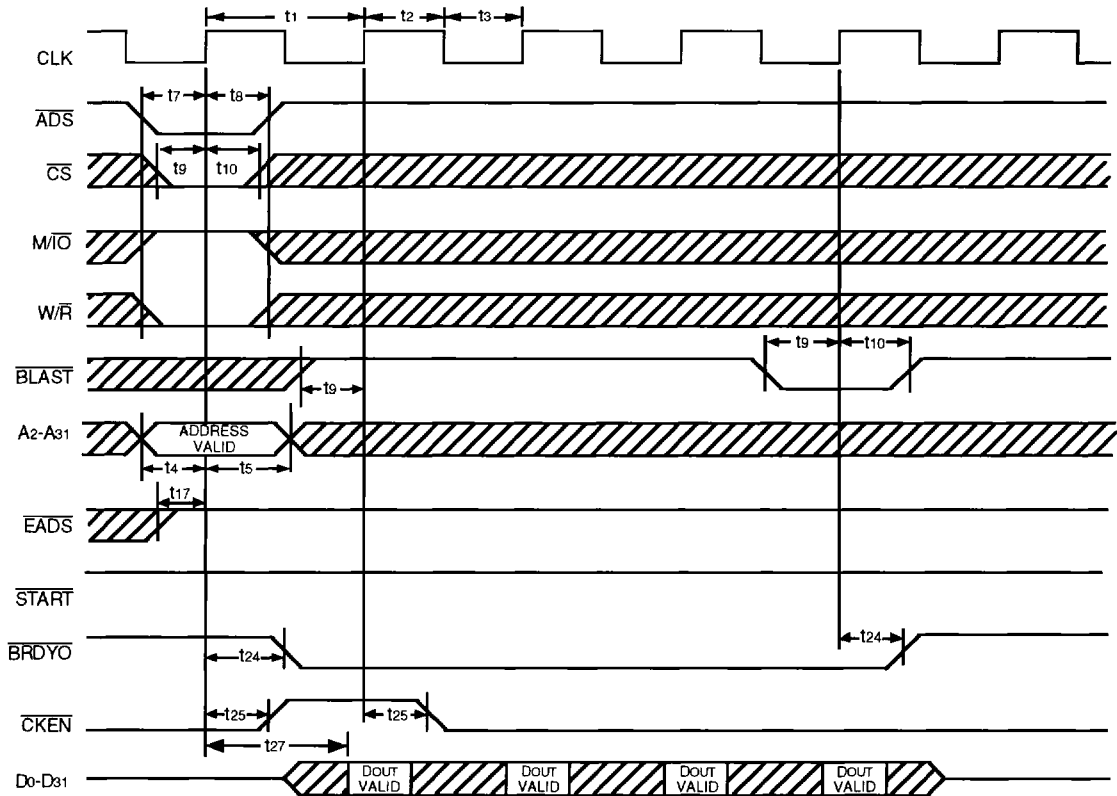 t1 t2 t3
CLK
t7 t8
ADS
t9 t10
CS
M/IO
W/R
t9 t10
BLAST
t9
A2-A31 ADDRESS VALID
t4 t5
t17
EADS
START
BRDYO t24 t24
CKEN t25 t25
t27
D0-D31 DOUT VALID DOUT VALID DOUT VALID DOUT VALID